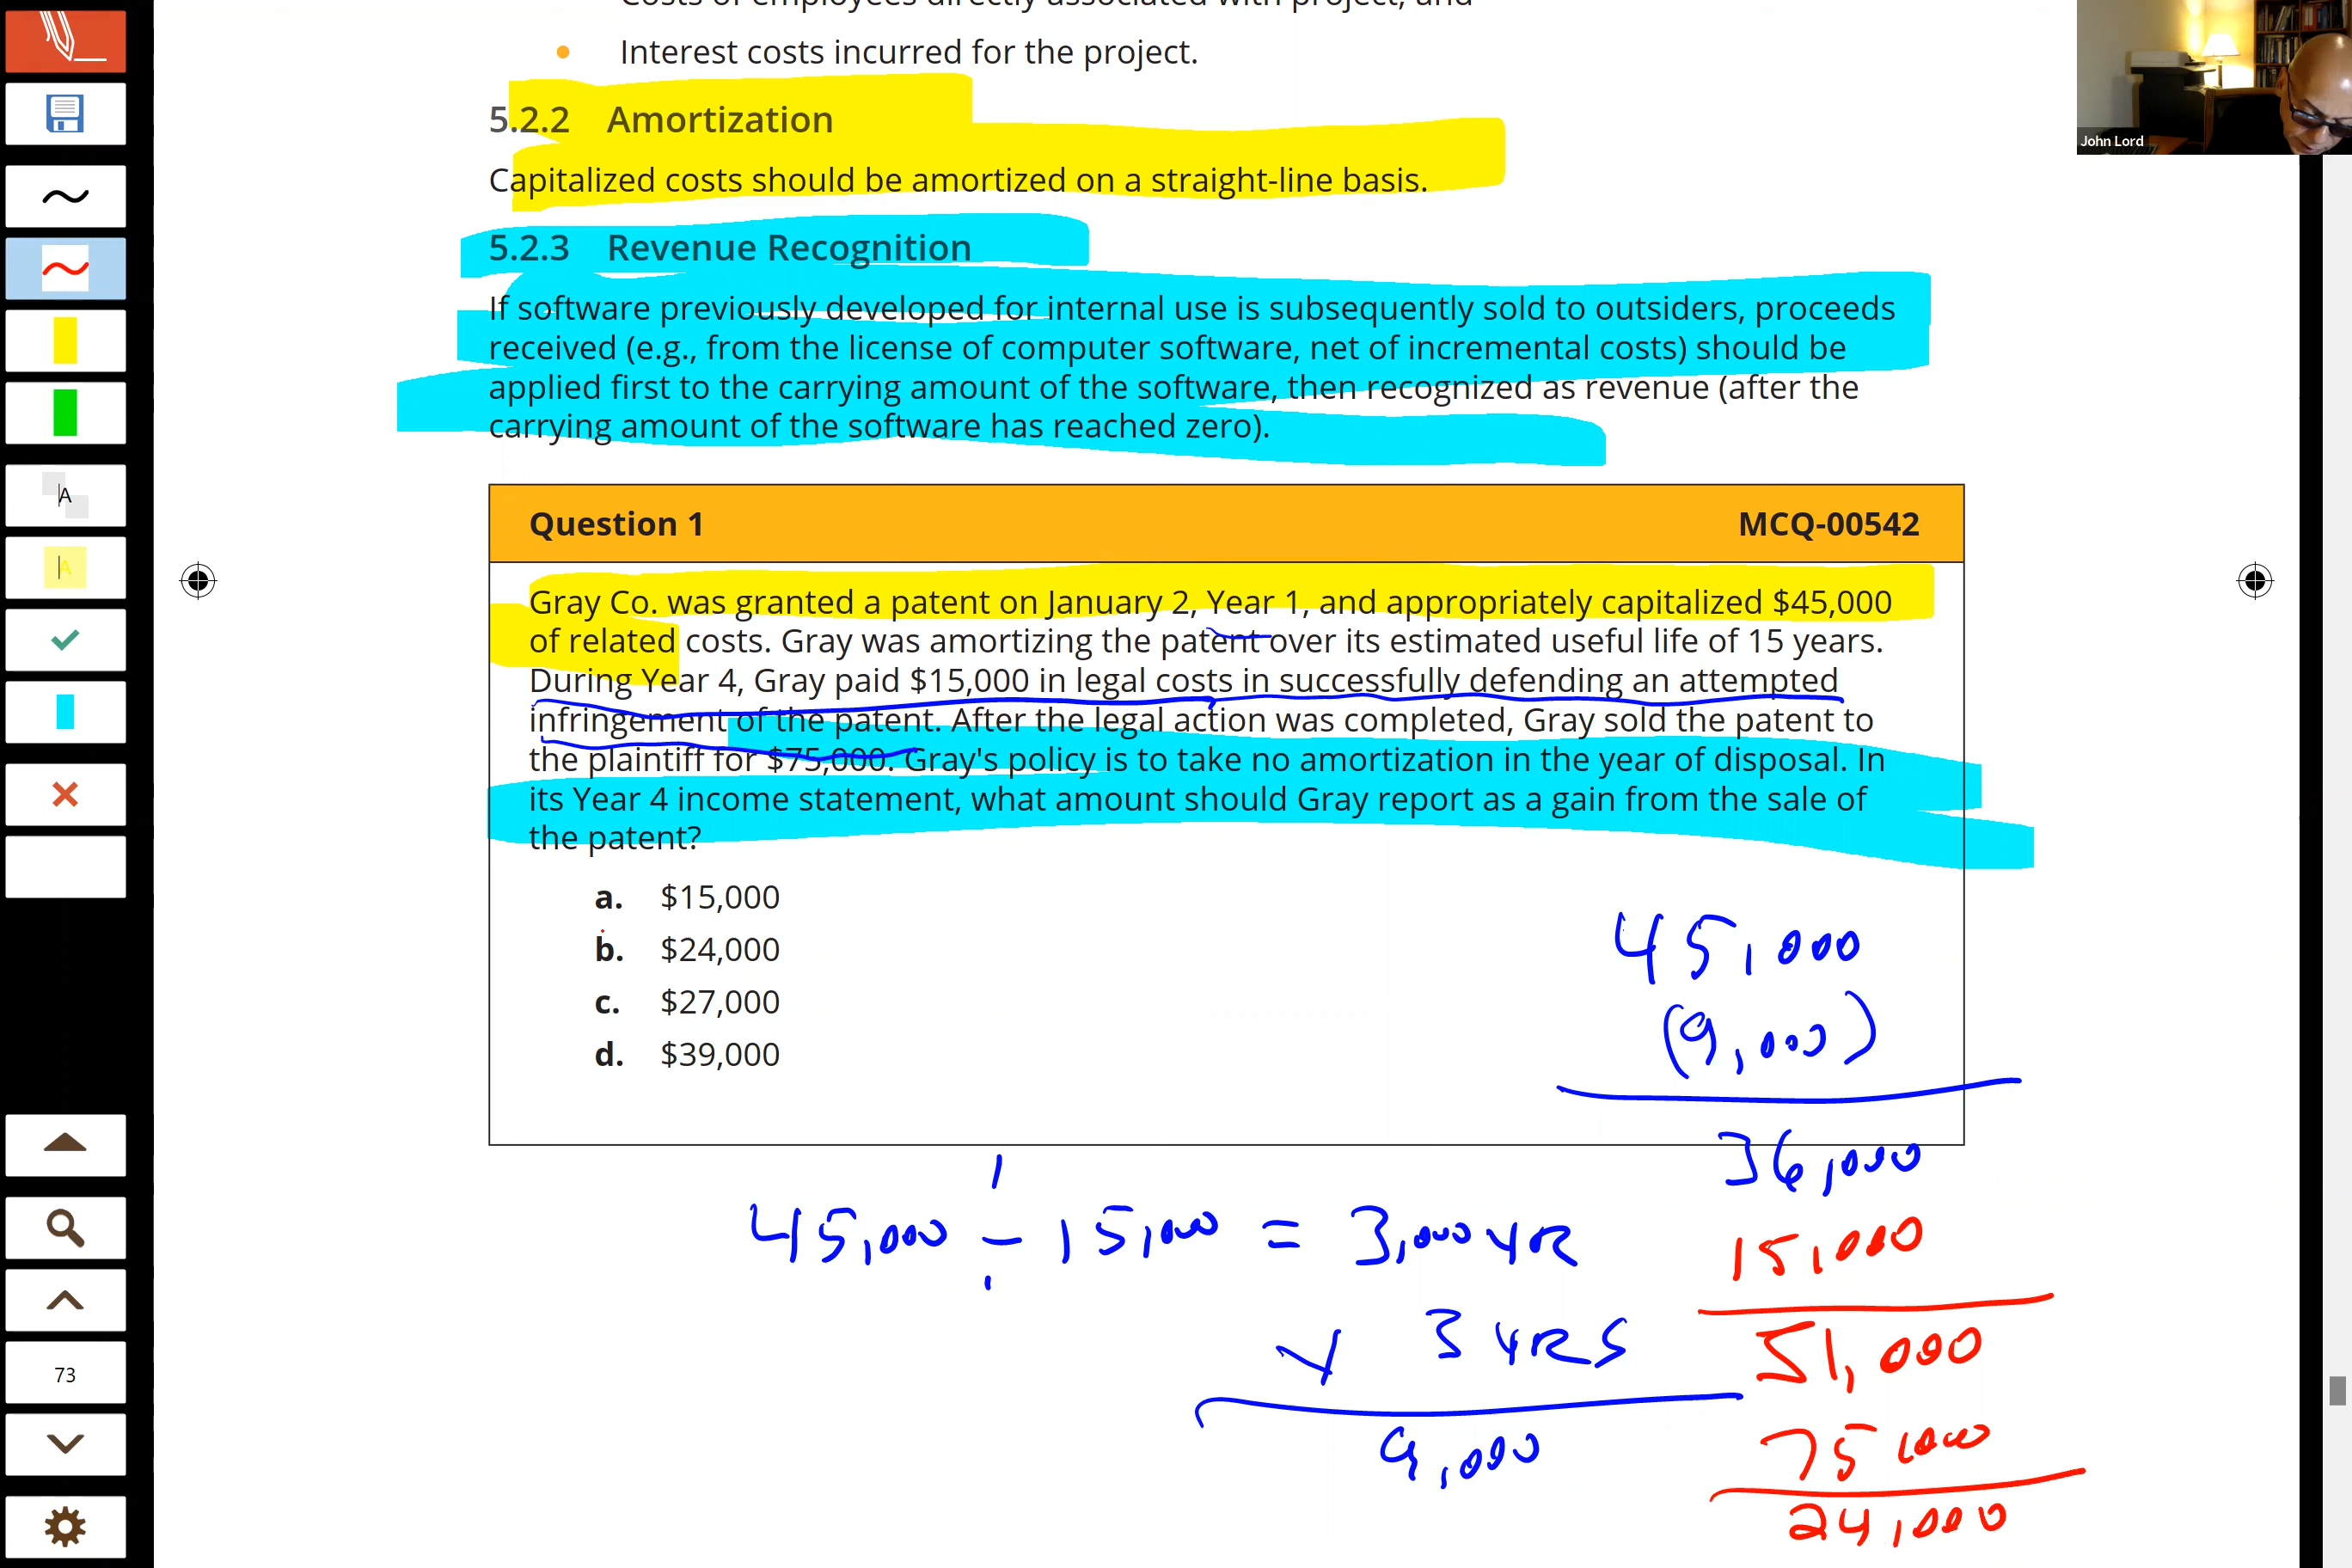 Costs of employees directly associated with project; and
• Interest costs incurred for the project.
5.2.2 Amortization
Capitalized costs should be amortized on a straight-line basis.
5.2.3 Revenue Recognition
If software previously developed for internal use is subsequently sold to outsiders, proceeds
received (e.g., from the license of computer software, net of incremental costs) should be
applied first to the carrying amount of the software, then recognized as revenue (after the
carrying amount of the software has reached zero).
Question 1 MCQ-00542
Gray Co. was granted a patent on January 2, Year 1, and appropriately capitalized $45,000
of related costs. Gray was amortizing the patent over its estimated useful life of 15 years.
During Year 4, Gray paid $15,000 in legal costs in successfully defending an attempted
infringement of the patent. After the legal action was completed, Gray sold the patent to
the plaintiff for $75,000. Gray's policy is to take no amortization in the year of disposal. In
its Year 4 income statement, what amount should Gray report as a gain from the sale of
the patent?
a. $15,000
b. $24,000
c. $27,000
d. $39,000
45,000
(9,000)
36,000
15,000
51,000
75,000
24,000
45,000 ÷ 15,000 = 3,000 YR
x 3 YRS
9,000
John Lord
A
A
73